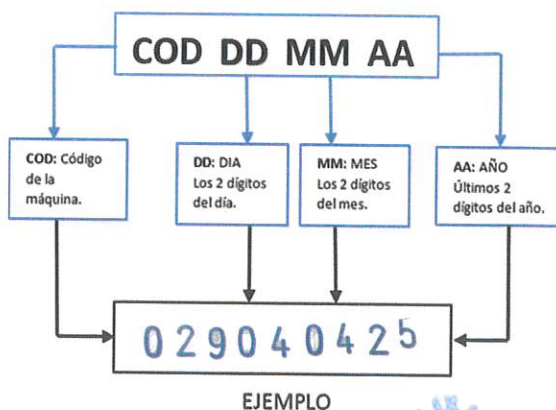 COD DD MM AA
COD: Código
de la
máquina.
DD: DIA
Los 2 dígitos
del día.
MM: MES
Los 2 dígitos
del mes.
AA: AÑO
Últimos 2
dígitos del año.
029040425
EJEMPLO